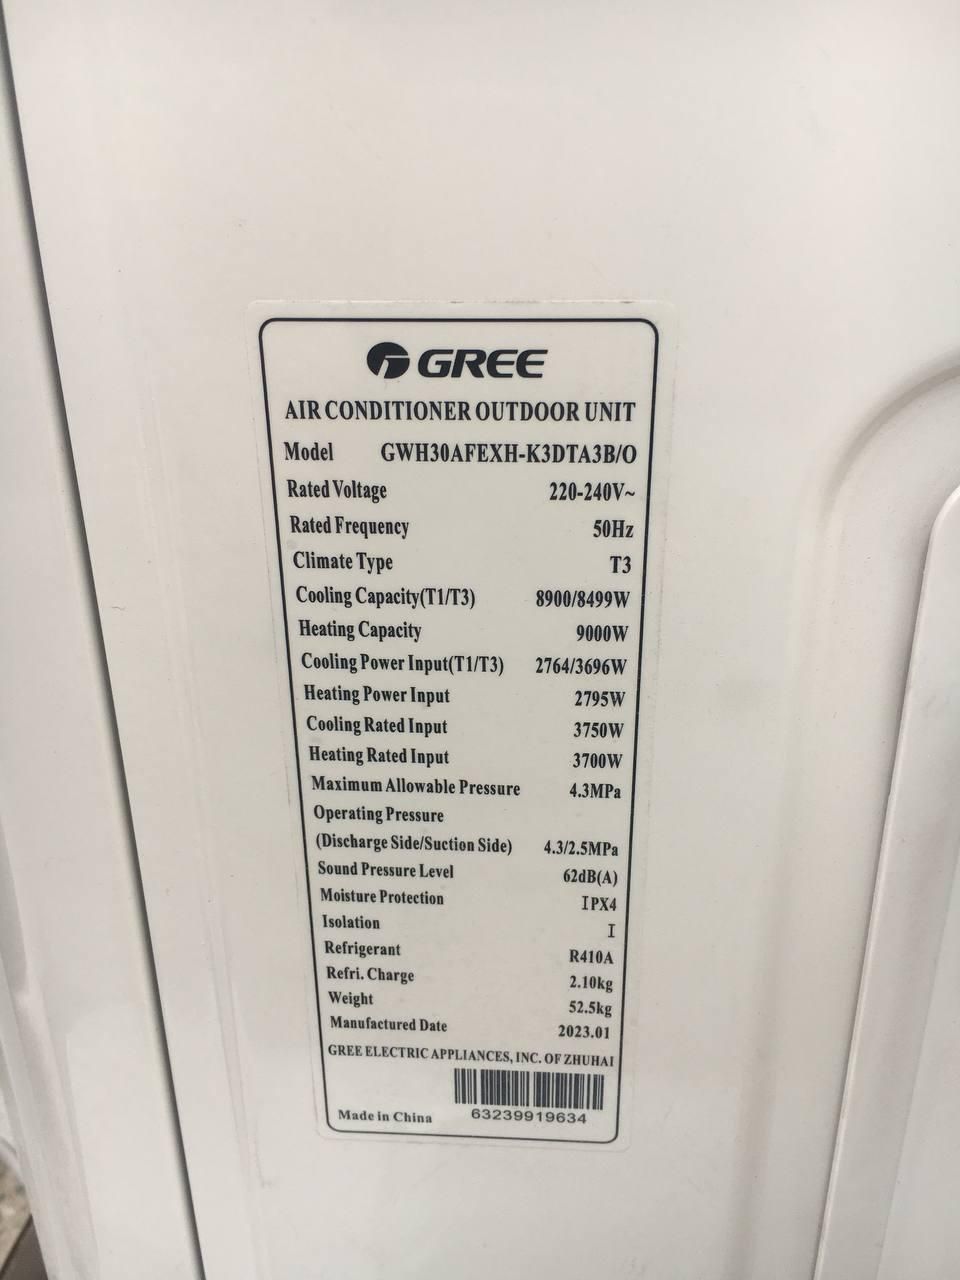 GREE
AIR CONDITIONER OUTDOOR UNIT
Model GWH30AFEXH-K3DTA3B/O
Rated Voltage 220-240V~
Rated Frequency 50Hz
Climate Type T3
Cooling Capacity(T1/T3) 8900/8499W
Heating Capacity 9000W
Cooling Power Input(T1/T3) 2764/3696W
Heating Power Input 2795W
Cooling Rated Input 3750W
Heating Rated Input 3700W
Maximum Allowable Pressure 4.3MPa
Operating Pressure
(Discharge Side/Suction Side) 4.3/2.5MPa
Sound Pressure Level 62dB(A)
Moisture Protection IPX4
Isolation I
Refrigerant R410A
Refri. Charge 2.10kg
Weight 52.5kg
Manufactured Date 2023.01
GREE ELECTRIC APPLIANCES, INC. OF ZHUHAI
Made in China 63239919634